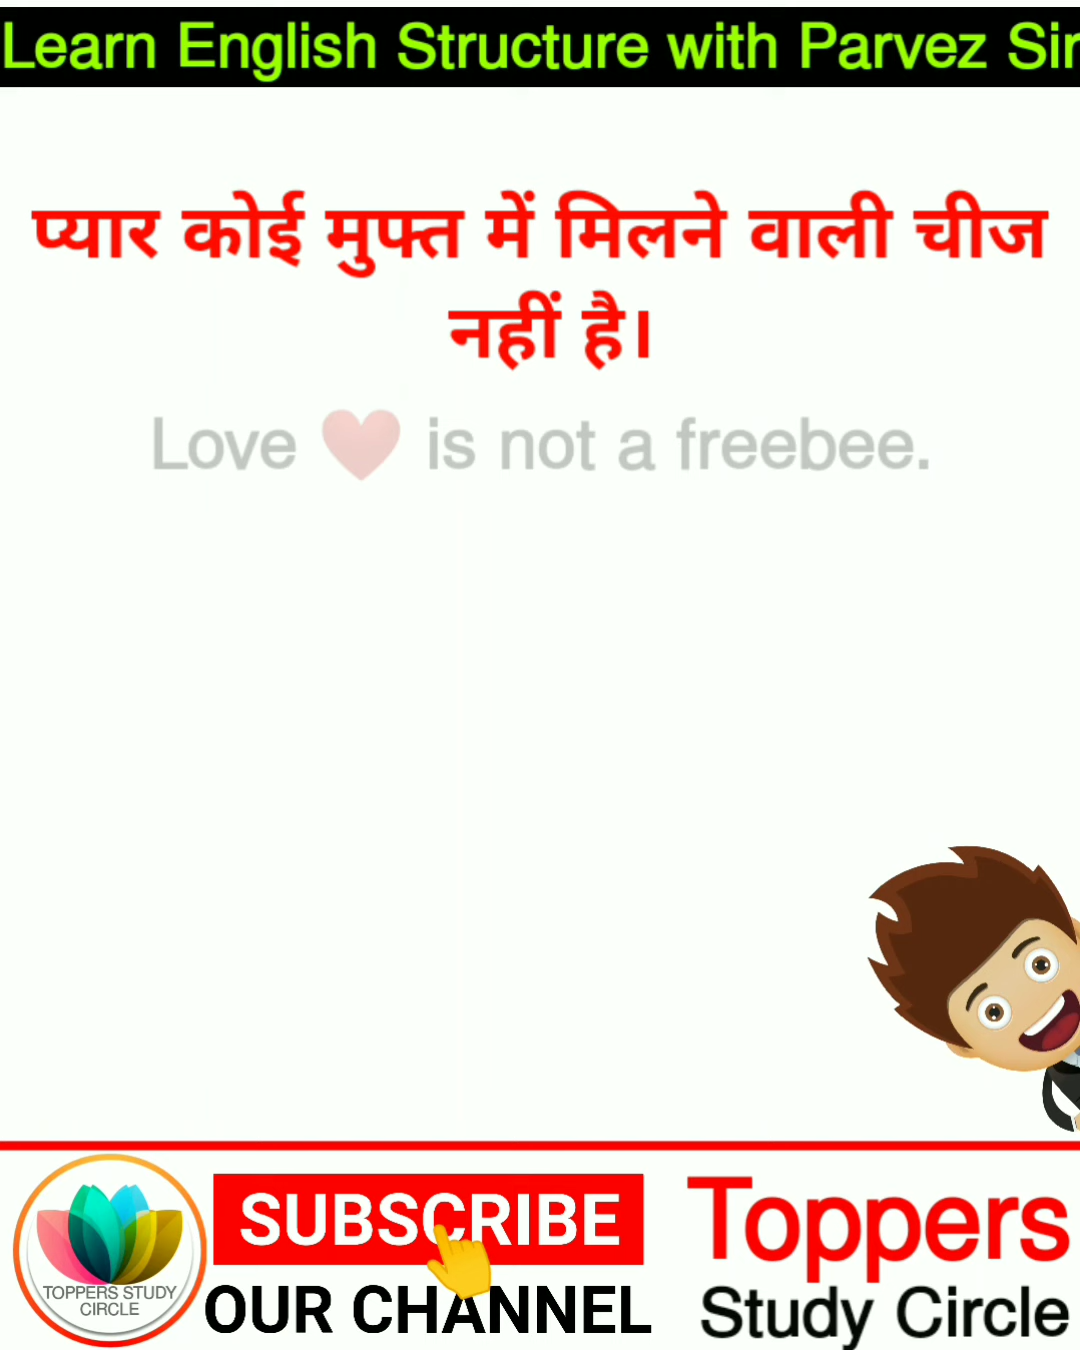 Learn English Structure with Parvez Sir
प्यार कोई मुफ्त में मिलने वाली चीज
नहीं है।
Love ❤ is not a freebee.
TOPPERS STUDY
CIRCLE
SUBSCRIBE
OUR CHANNEL
Toppers
Study Circle